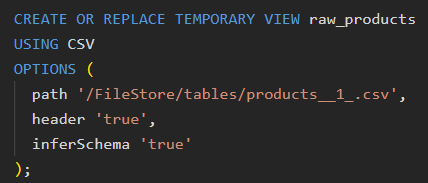 CREATE OR REPLACE TEMPORARY VIEW raw_products
USING CSV
OPTIONS (
  path '/FileStore/tables/products__1_.csv',
  header 'true',
  inferSchema 'true'
);